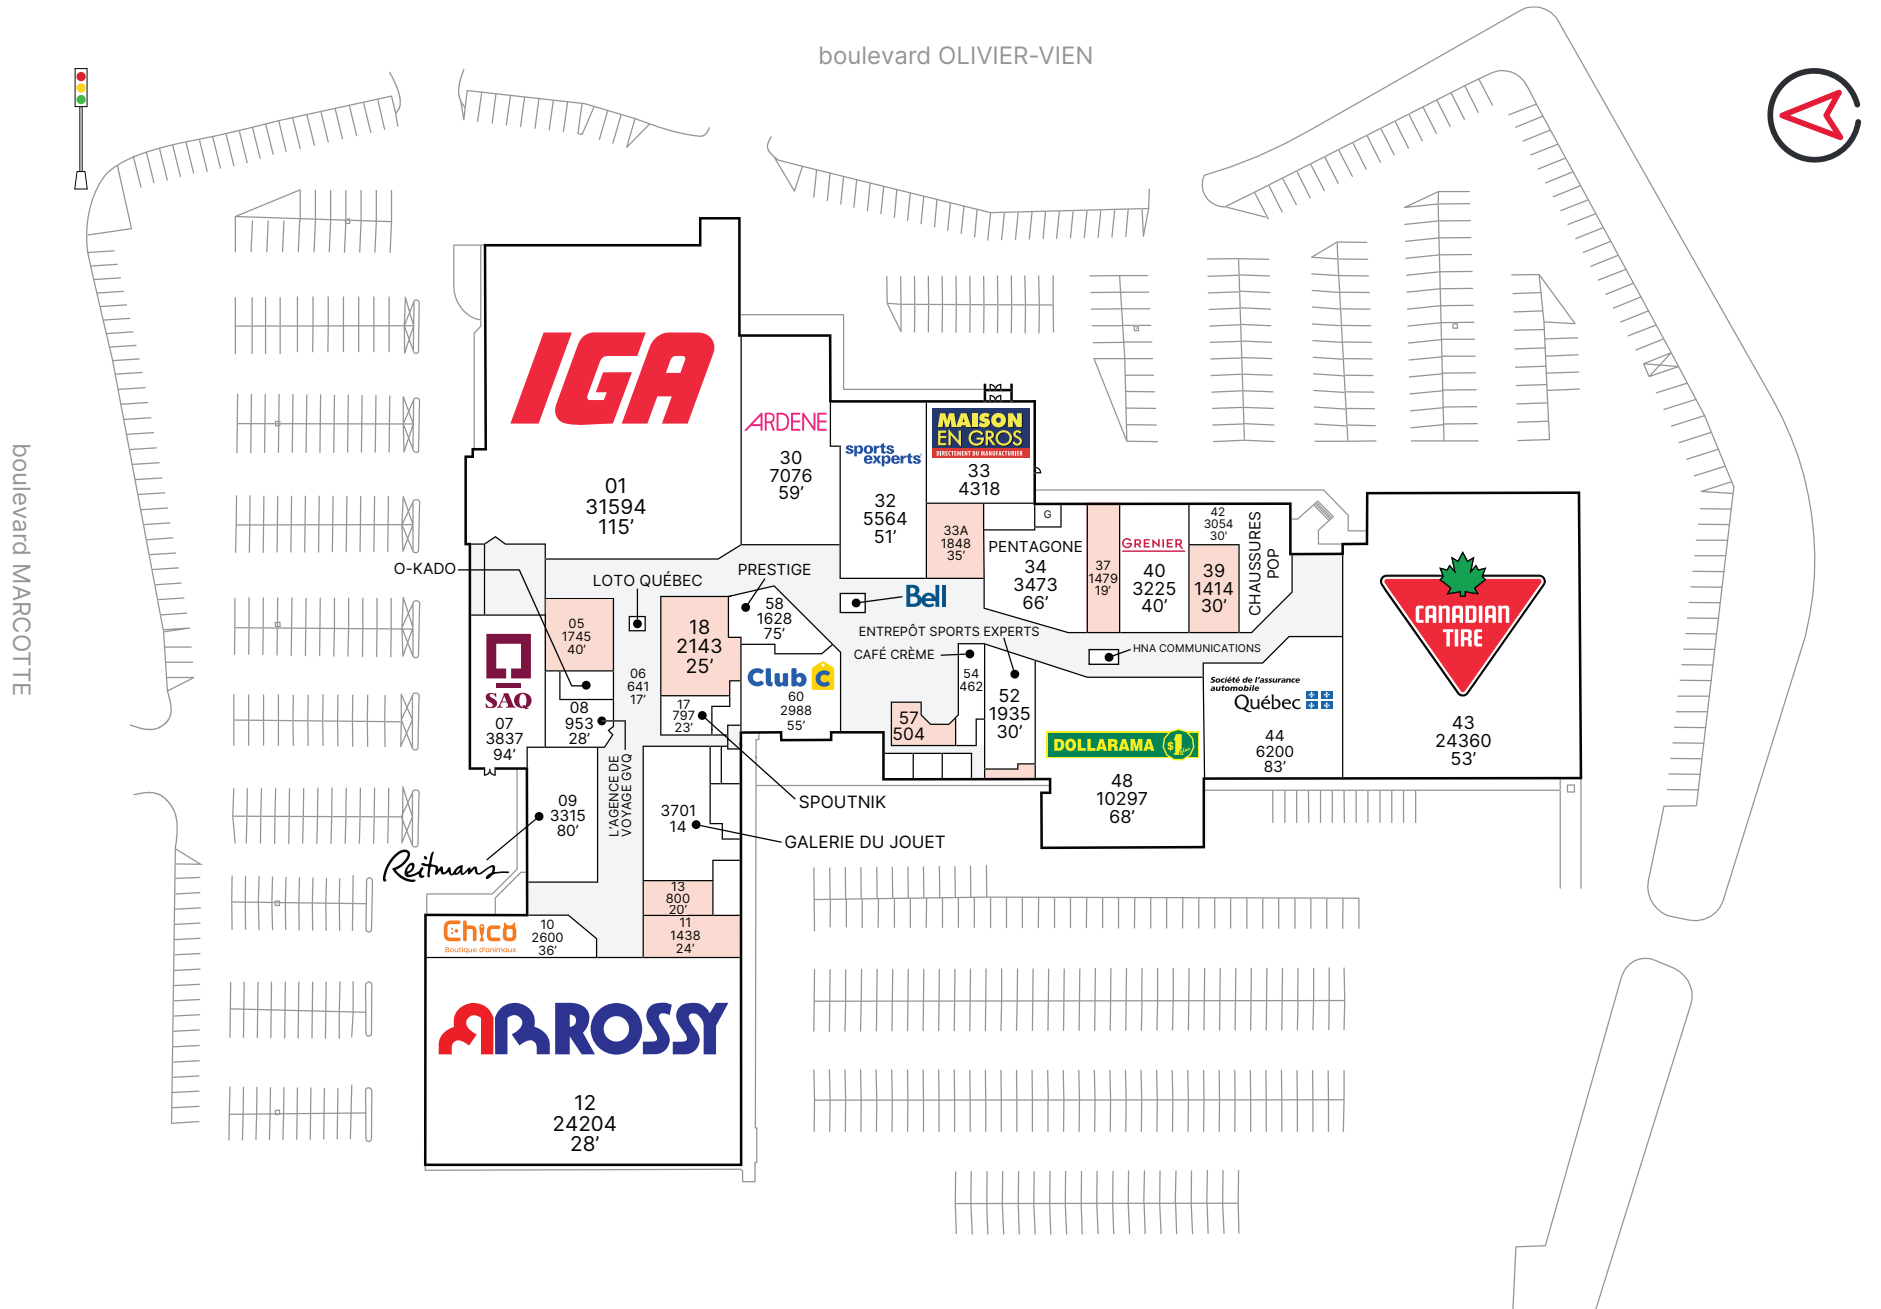 boulevard OLIVIER-VIEN
boulevard MARCOTTE
IGA
01
31594
115’
ARDENE
30
7076
59’
sports
experts
32
5564
51’
MAISON
EN GROS
DIRECTEMENT DU MANUFACTURIER
33
4318
33A
1848
35’
G
PENTAGONE
34
3473
66’
37
1479
19’
GRENIER
40
3225
40’
42
3054
30’
39
1414
30’
CHAUSSURES
POP
CANADIAN
TIRE
43
24360
53’
O-KADO
LOTO QUÉBEC
PRESTIGE
58
1628
75’
Bell
ENTREPÔT SPORTS EXPERTS
CAFÉ CRÈME
HNA COMMUNICATIONS
05
1745
40’
18
2143
25’
SAQ
07
3837
94’
06
641
17’
08
953
28’
17
797
23’
Club C
60
2988
55’
54
462
52
1935
30’
57
504
Société de l’assurance
automobile
Québec
44
6200
83’
DOLLARAMA $1
48
10297
68’
L’AGENCE DE
VOYAGE GVQ
09
3315
80’
Reitmans
3701
14
SPOUTNIK
GALERIE DU JOUET
13
800
20’
11
1438
24’
Chico
Boutique d’animaux
10
2600
36’
ROSSY
12
24204
28’